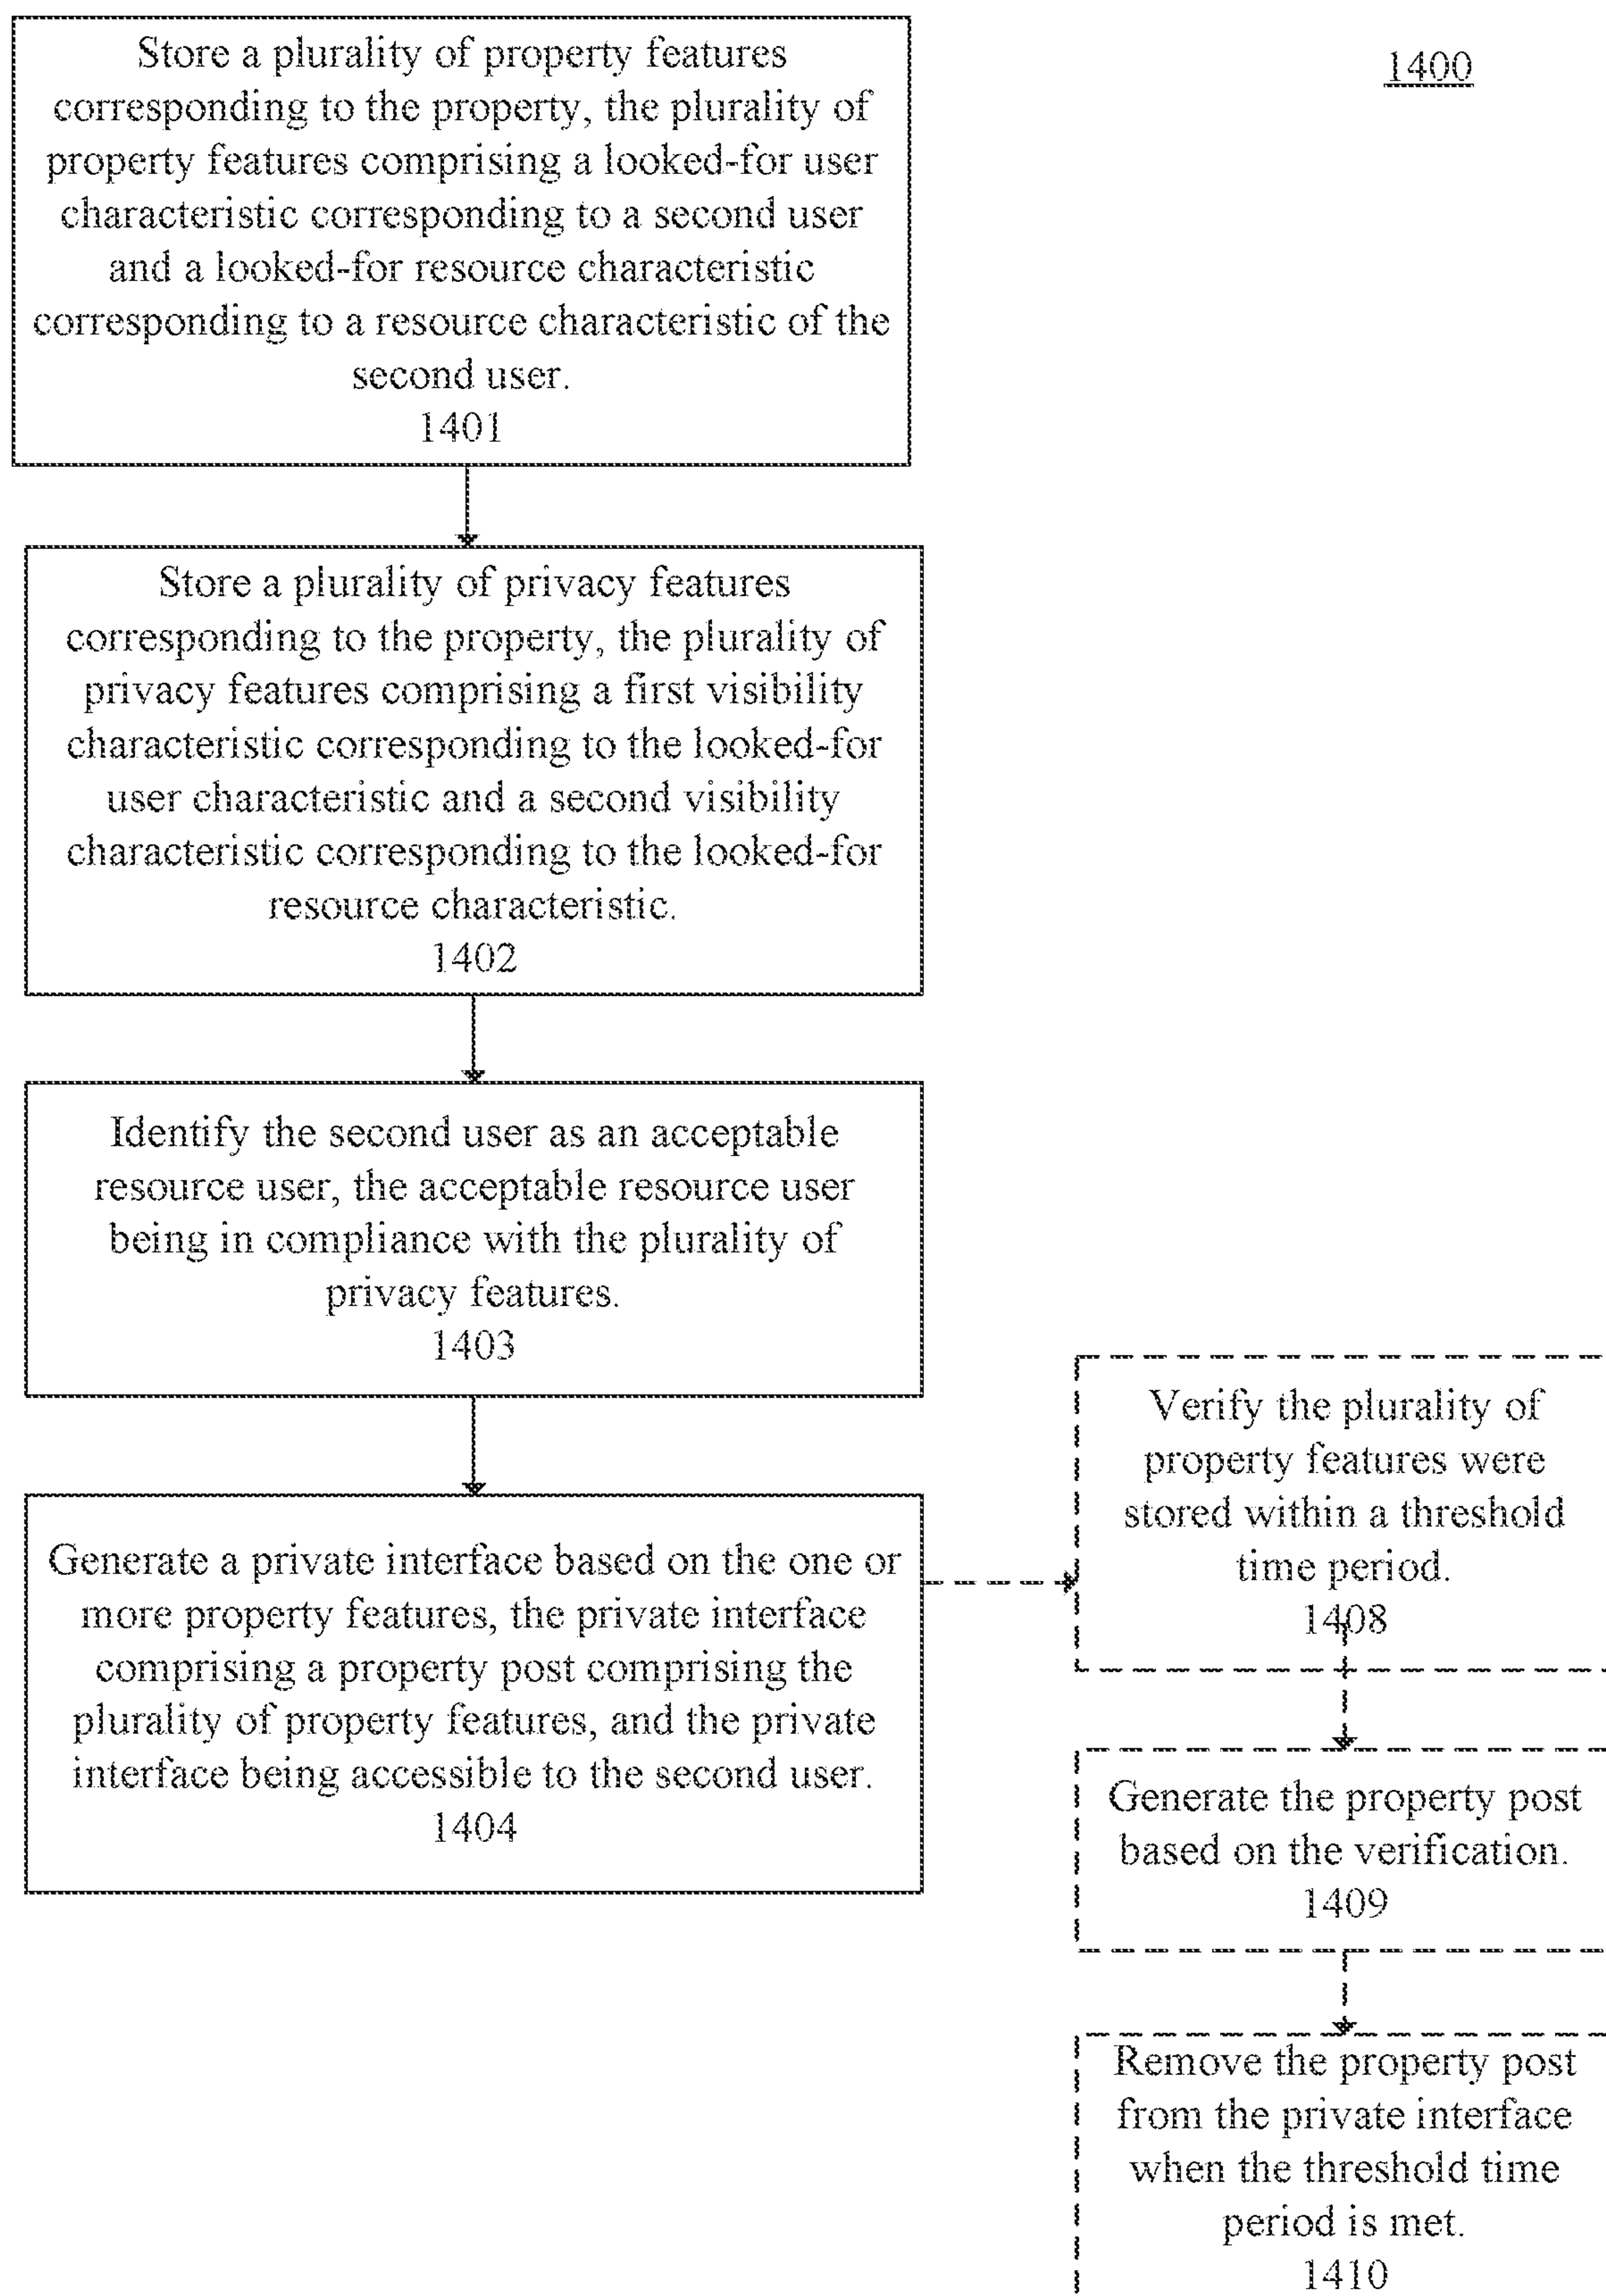 1400
Store a plurality of property features
corresponding to the property, the plurality of
property features comprising a looked-for user
characteristic corresponding to a second user
and a looked-for resource characteristic
corresponding to a resource characteristic of the
second user.
1401
Store a plurality of privacy features
corresponding to the property, the plurality of
privacy features comprising a first visibility
characteristic corresponding to the looked-for
user characteristic and a second visibility
characteristic corresponding to the looked-for
resource characteristic.
1402
Identify the second user as an acceptable
resource user, the acceptable resource user
being in compliance with the plurality of
privacy features.
1403
Generate a private interface based on the one or
more property features, the private interface
comprising a property post comprising the
plurality of property features, and the private
interface being accessible to the second user.
1404
Verify the plurality of
property features were
stored within a threshold
time period.
1408
Generate the property post
based on the verification.
1409
Remove the property post
from the private interface
when the threshold time
period is met.
1410